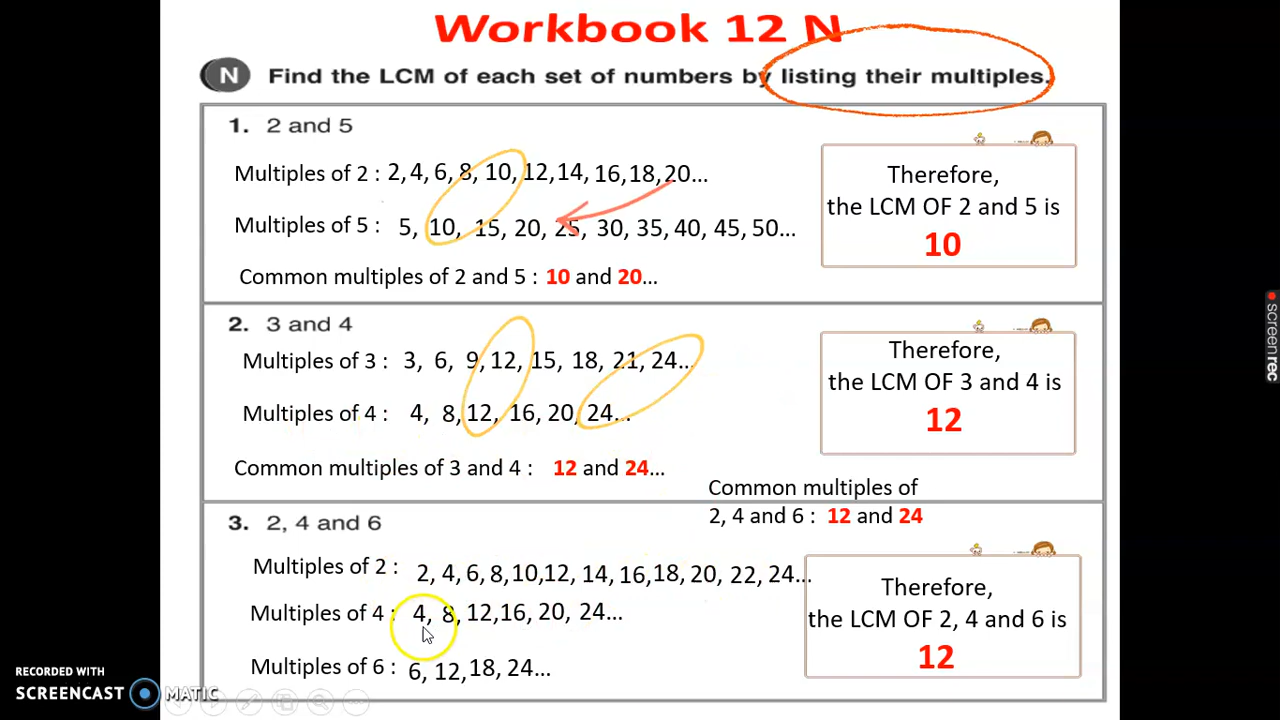 Workbook 12 N
N Find the LCM of each set of numbers by listing their multiples.
1. 2 and 5
Multiples of 2 : 2, 4, 6, 8, 10, 12, 14, 16, 18, 20...
Multiples of 5 : 5, 10, 15, 20, 25, 30, 35, 40, 45, 50...
Common multiples of 2 and 5 : 10 and 20...
Therefore,
the LCM OF 2 and 5 is
10
2. 3 and 4
Multiples of 3 : 3, 6, 9, 12, 15, 18, 21, 24...
Multiples of 4 : 4, 8, 12, 16, 20, 24...
Common multiples of 3 and 4 : 12 and 24...
Therefore,
the LCM OF 3 and 4 is
12
3. 2, 4 and 6
Common multiples of
2, 4 and 6 : 12 and 24
Multiples of 2 : 2, 4, 6, 8, 10, 12, 14, 16, 18, 20, 22, 24...
Multiples of 4 : 4, 8, 12, 16, 20, 24...
Multiples of 6 : 6, 12, 18, 24...
Therefore,
the LCM OF 2, 4 and 6 is
12
RECORDED WITH
SCREENCAST MATIC
screenrec